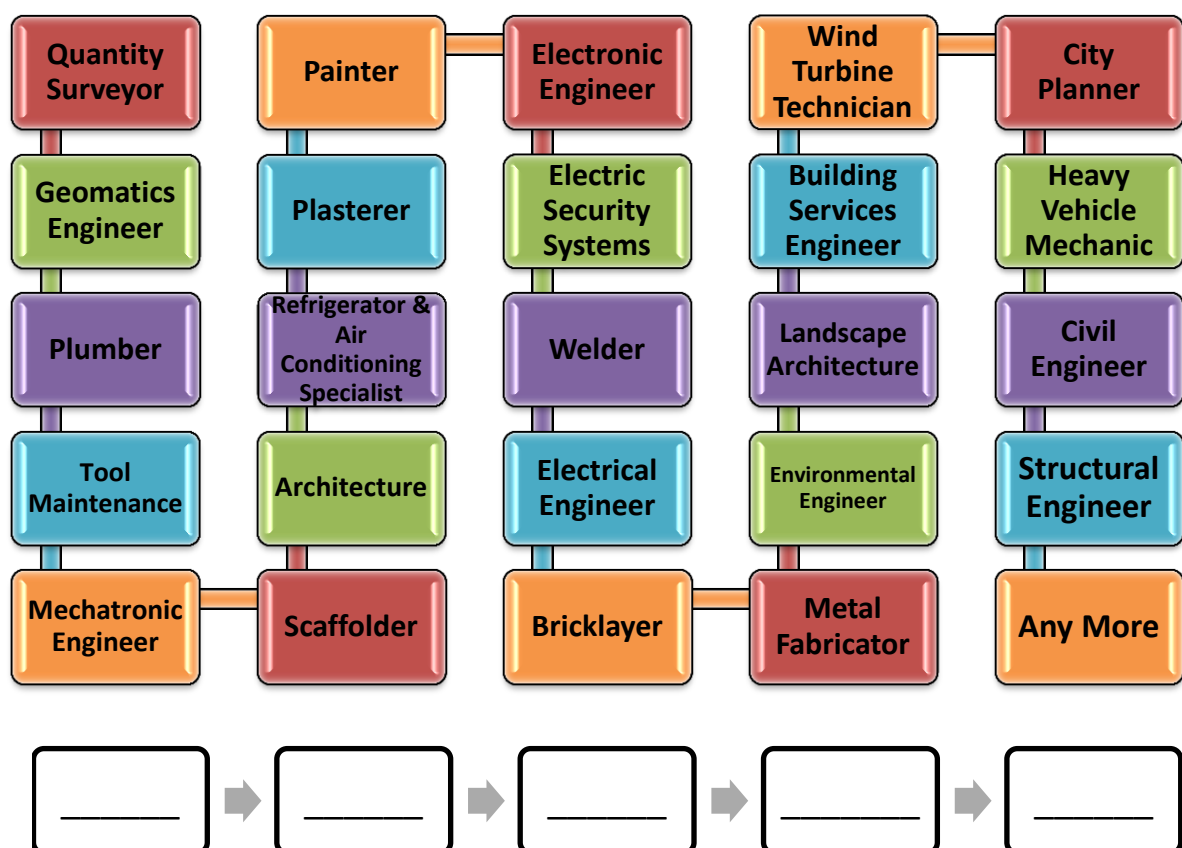 Quantity
Surveyor
Geomatics
Engineer
Plumber
Tool
Maintenance
Mechatronic
Engineer
Scaffolder
Architecture
Refrigerator &
Air
Conditioning
Specialist
Plasterer
Painter
Electronic
Engineer
Electric
Security
Systems
Welder
Electrical
Engineer
Bricklayer
Metal
Fabricator
Environmental
Engineer
Landscape
Architecture
Building
Services
Engineer
Wind
Turbine
Technician
City
Planner
Heavy
Vehicle
Mechanic
Civil
Engineer
Structural
Engineer
Any More